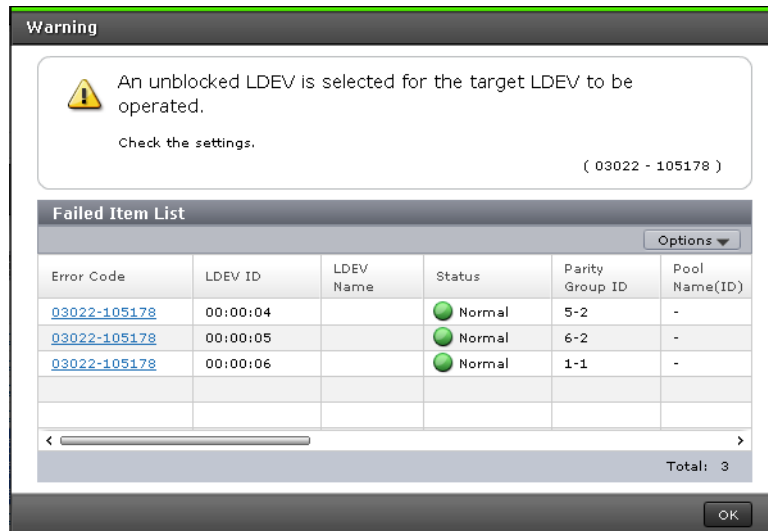 Warning
An unblocked LDEV is selected for the target LDEV to be
operated.
Check the settings.
( 03022 - 105178 )
Failed Item List
Options
Error Code LDEV ID LDEV Name Status Parity Group ID Pool Name(ID)
03022-105178 00:00:04 Normal 5-2 -
03022-105178 00:00:05 Normal 6-2 -
03022-105178 00:00:06 Normal 1-1 -
Total: 3
OK